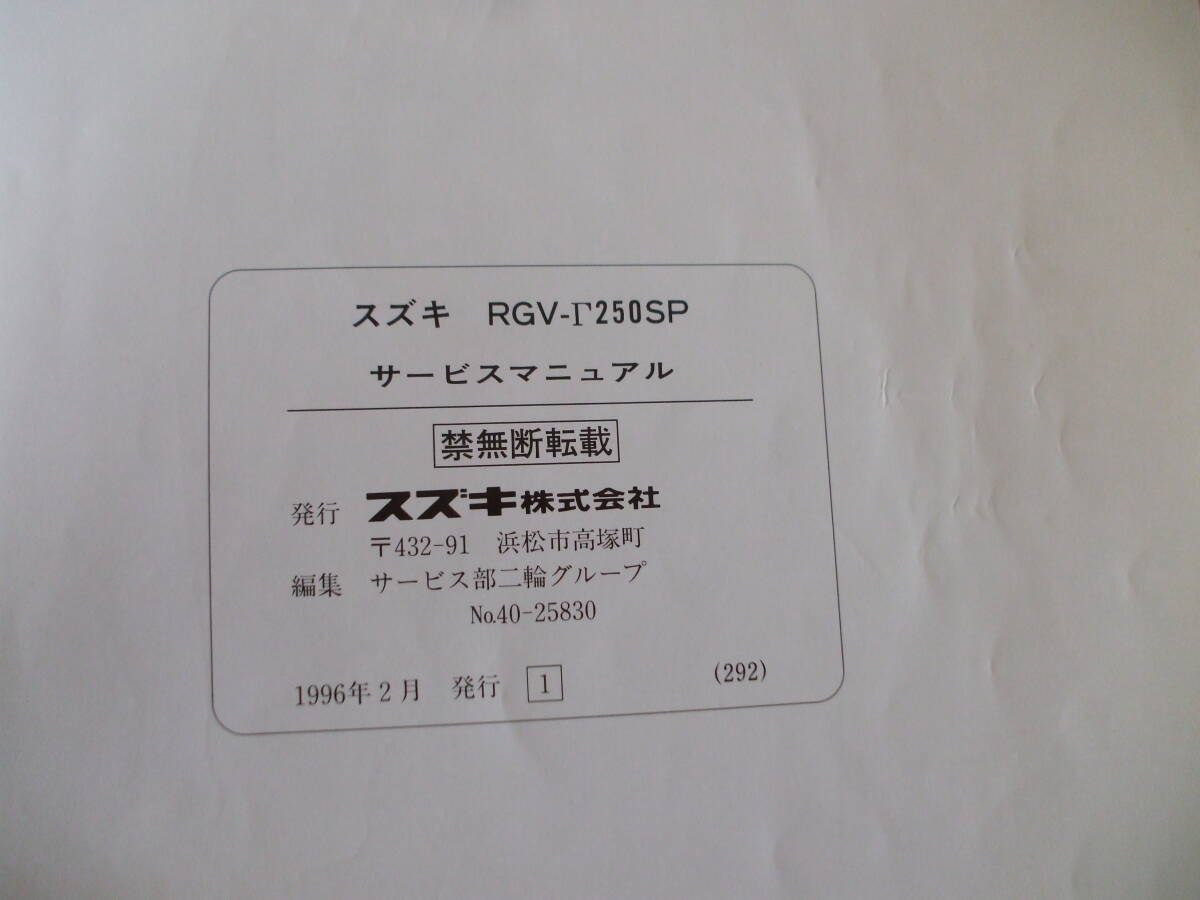 スズキ RGV-Γ250SP
サービスマニュアル
禁無断転載
発行 スズキ株式会社
〒432-91 浜松市高塚町
編集 サービス部二輪グループ
No.40-25830
1996年2月 発行 1 (292)